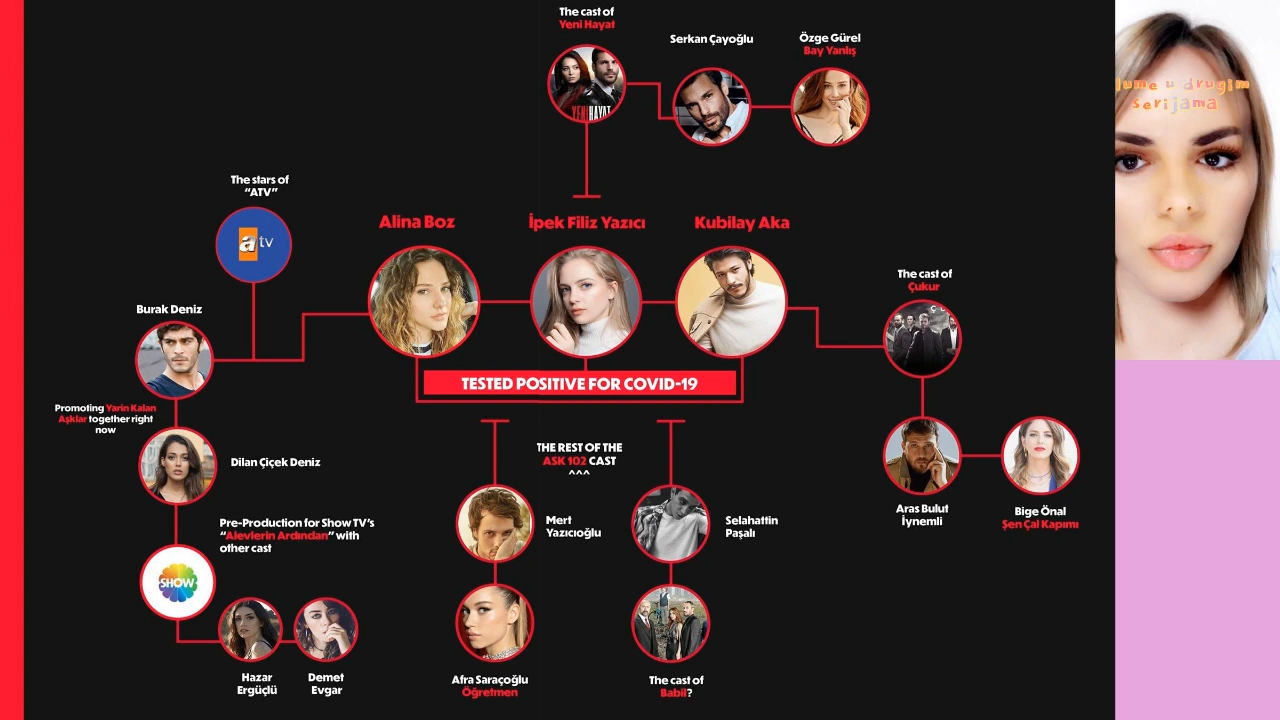 The cast of
Yeni Hayat
Serkan Çayoğlu
Özge Gürel
Bay Yanlış
YENİ HAYAT
The stars of
"ATV"
atv
Alina Boz
İpek Filiz Yazıcı
Kubilay Aka
The cast of
Çukur
Burak Deniz
TESTED POSITIVE FOR COVID-19
Promoting Yarin Kalan
Aşklar together right
now
Dilan Çiçek Deniz
THE REST OF THE
ASK 102 CAST
^^^
Pre-Production for Show TV's
"Alevlerin Ardından" with
other cast
SHOW
Mert
Yazıcıoğlu
Selahattin
Paşalı
Aras Bulut
İynemli
Bige Önal
Şen Çal Kapımı
Hazar
Ergüçlü
Demet
Evgar
Afra Saraçoğlu
Öğretmen
The cast of
Babil?
lume u drugim
serijama